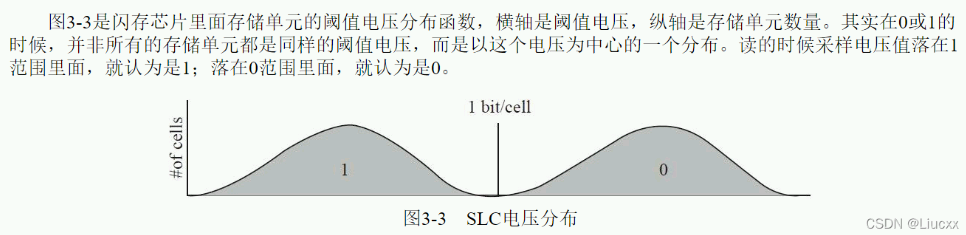 图3-3是闪存芯片里面存储单元的阈值电压分布函数，横轴是阈值电压，纵轴是存储单元数量。其实在0或1的
时候，并非所有的存储单元都是同样的阈值电压，而是以这个电压为中心的一个分布。读的时候采样电压值落在1
范围里面，就认为是1；落在0范围里面，就认为是0。
1 bit/cell
#of cells
1
0
图3-3 SLC电压分布
CSDN @Liucxx